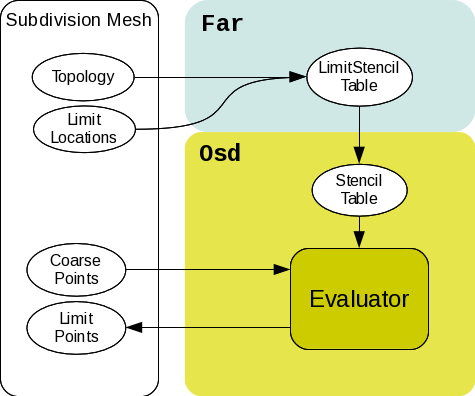 Subdivision Mesh
Far
Topology
LimitStencil
Table
Limit
Locations
Osd
Stencil
Table
Coarse
Points
Evaluator
Limit
Points